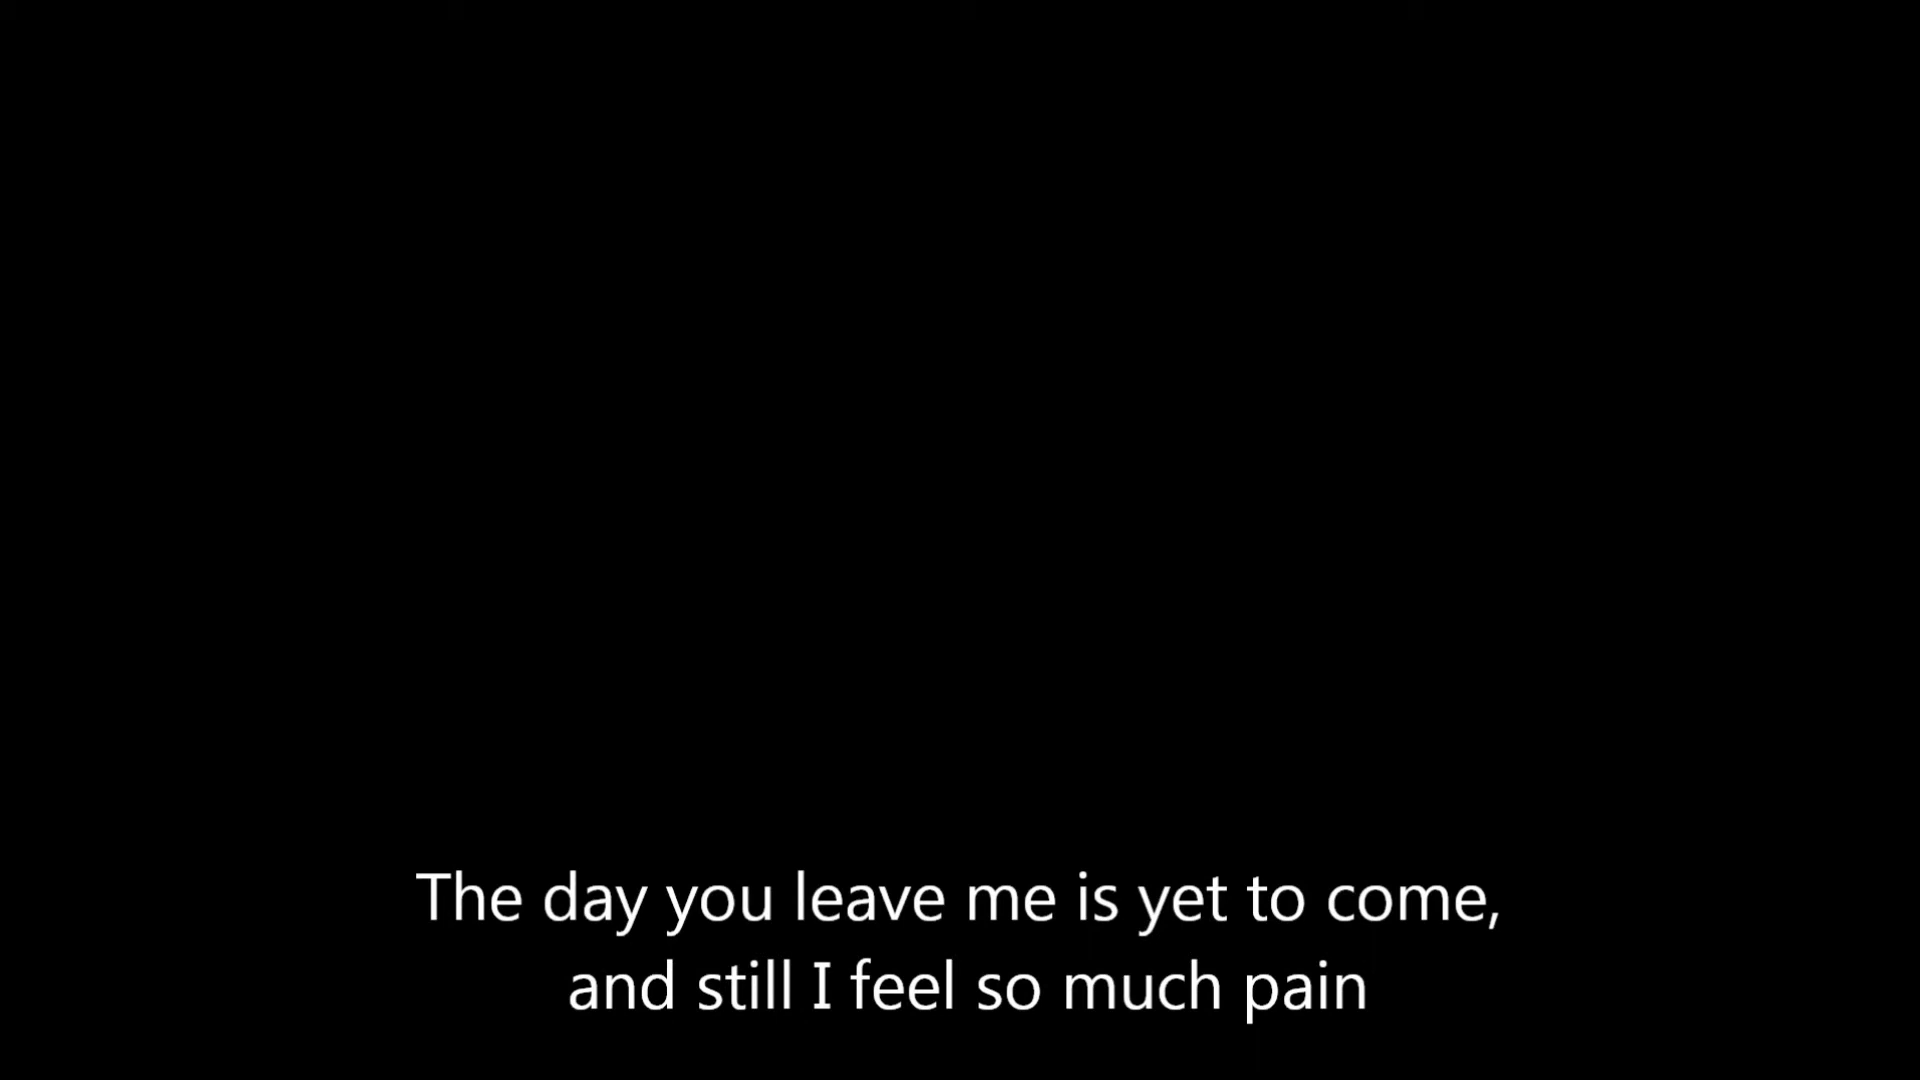 The day you leave me is yet to come,
and still I feel so much pain